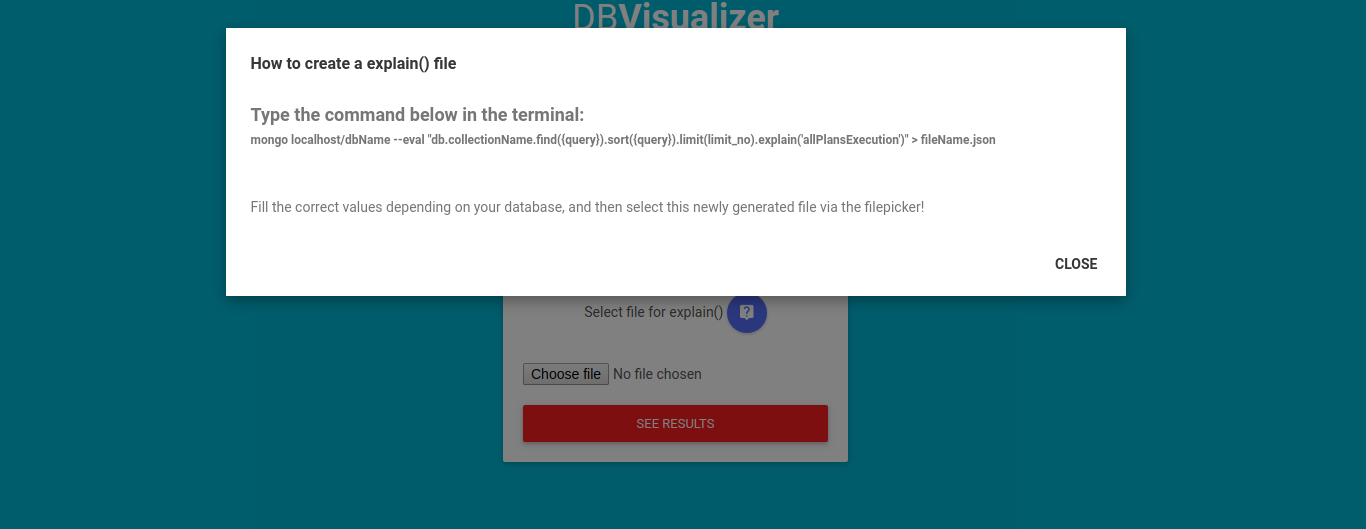 DBVisualizer
How to create a explain() file
Type the command below in the terminal:
mongo localhost/dbName --eval "db.collectionName.find({query}).sort({query}).limit(limit_no).explain('allPlansExecution')" > fileName.json
Fill the correct values depending on your database, and then select this newly generated file via the filepicker!
CLOSE
Select file for explain()
Choose file No file chosen
SEE RESULTS